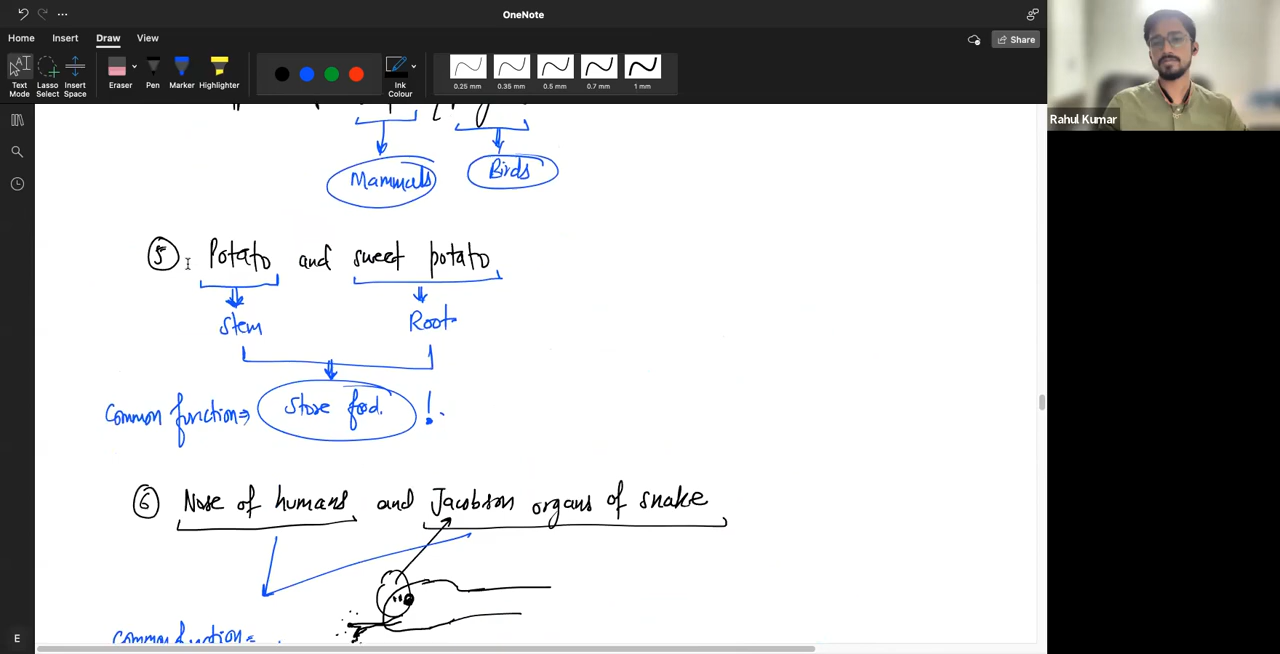 OneNote
Home Insert Draw View
Share
Text Mode
Lasso Select
Insert Space
Eraser
Pen
Marker
Highlighter
Ink Colour
0.25 mm
0.35 mm
0.5 mm
0.7 mm
1 mm
Rahul Kumar
Mammals Birds
5 Potato and sweet potato
Stem Root
Common function⇒ Store food. !
6 Nose of humans and Jacobson organs of snake
Common function=
E